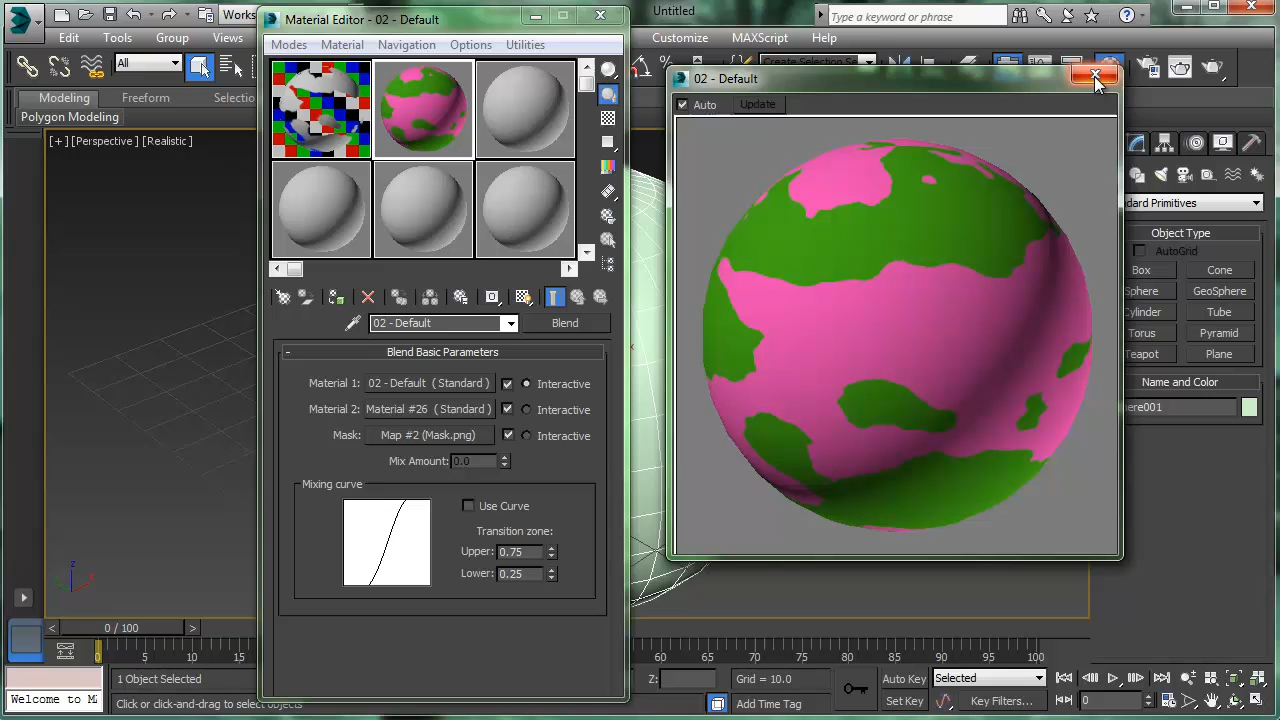 Works
Material Editor - 02 - Default
Untitled
Type a keyword or phrase
Edit Tools Group Views
Modes Material Navigation Options Utilities
Customize MAXScript Help
All
Create Selection Se
02 - Default
Modeling Freeform Selectio
Auto Update
Polygon Modeling
[ + ] [Perspective ] [Realistic ]
dard Primitives
Object Type
AutoGrid
Box Cone
Sphere GeoSphere
Cylinder Tube
Torus Pyramid
Teapot Plane
02 - Default Blend
- Blend Basic Parameters
Name and Color
Material 1: 02 - Default ( Standard ) Interactive
ere001
Material 2: Material #26 ( Standard ) Interactive
Mask: Map #2 (Mask.png) Interactive
Mix Amount: 0.0
Mixing curve
Use Curve
Transition zone:
Upper: 0.75
Lower: 0.25
z
x
< 0 / 100 >
0 5 10 15 60 65 70 75 80 85 90 95 100
1 Object Selected Z: Grid = 10.0 Auto Key Selected
Welcome to M Click or click-and-drag to select objects Add Time Tag Set Key Key Filters... 0